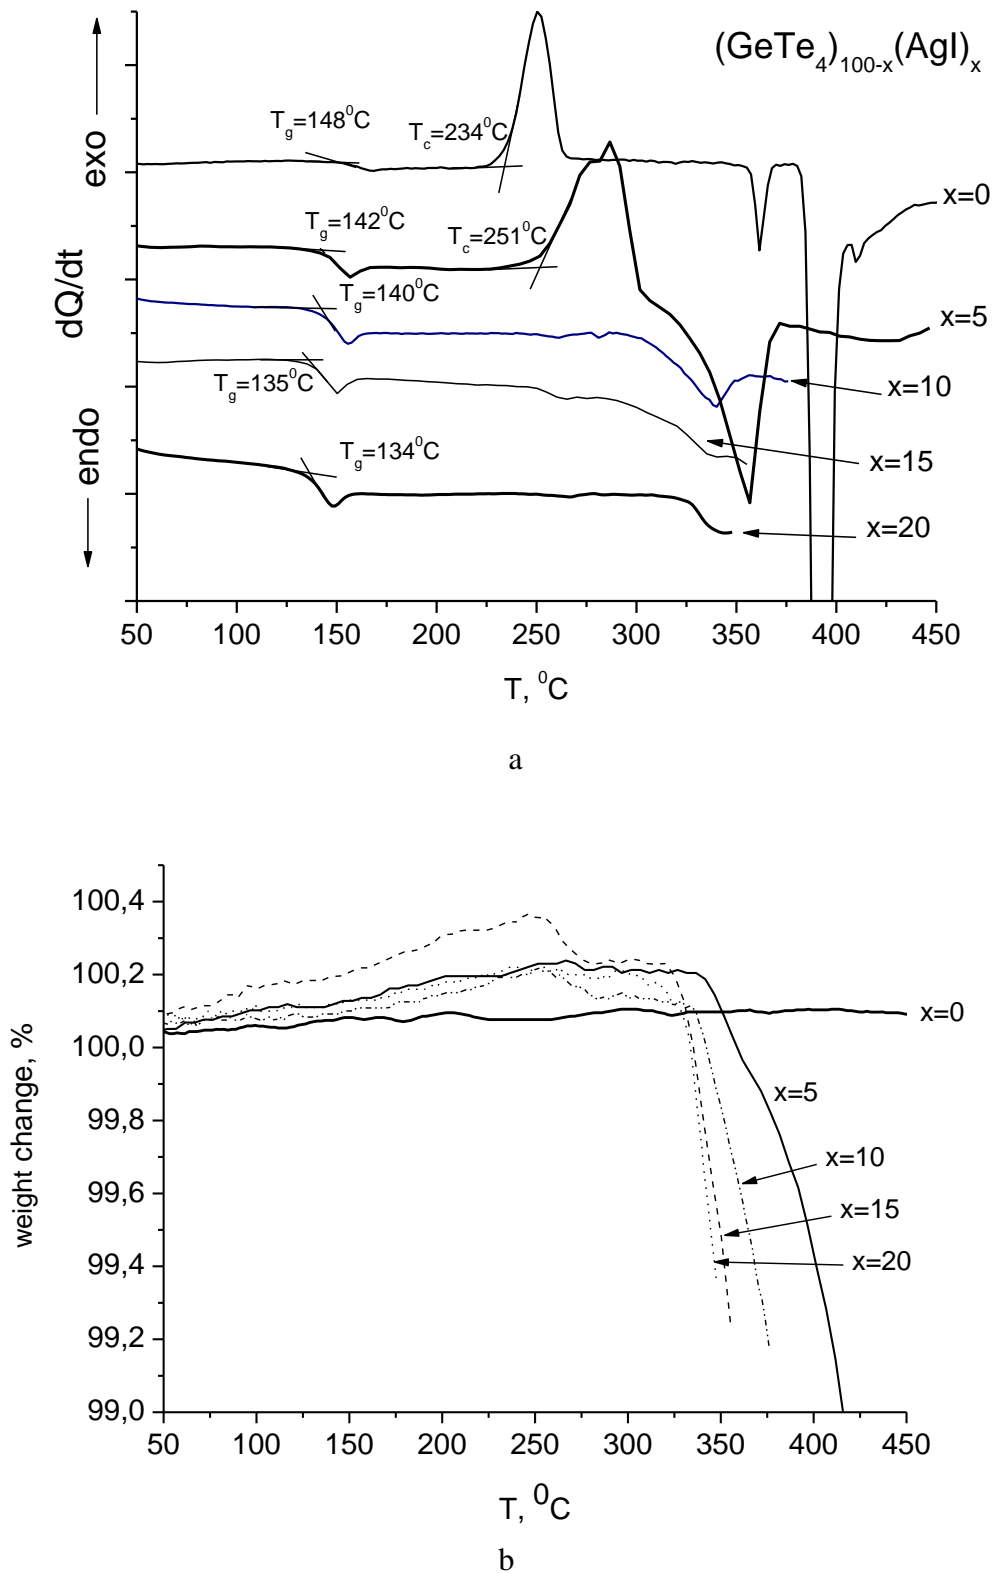 (GeTe₄)₁₀₀₋ₓ(AgI)ₓ
exo
Tg=148⁰C
Tc=234⁰C
x=0
Tg=142⁰C
Tc=251⁰C
dQ/dt
Tg=140⁰C
x=5
Tg=135⁰C
x=10
Tg=134⁰C
x=15
endo
x=20
50 100 150 200 250 300 350 400 450
T, ⁰C
a
100,4
100,2
100,0
99,8
99,6
99,4
99,2
99,0
weight change, %
x=0
x=5
x=10
x=15
x=20
50 100 150 200 250 300 350 400 450
T, ⁰C
b